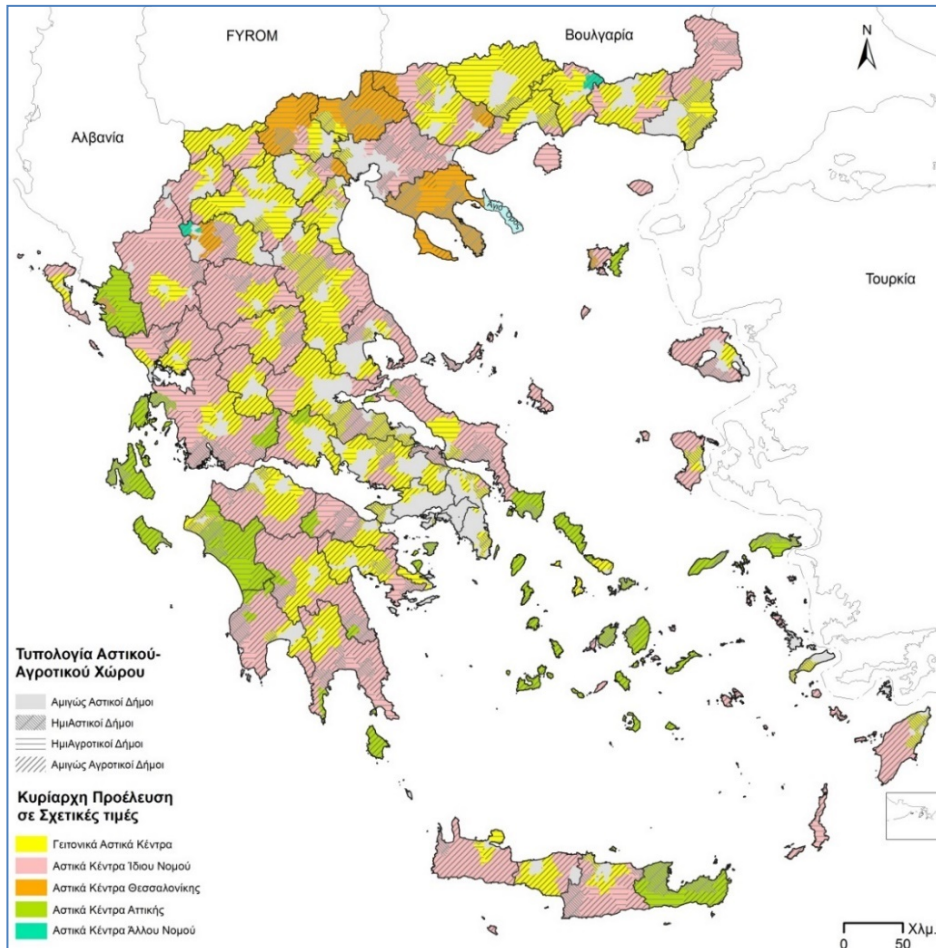 FYROM
Βουλγαρία
N
Αλβανία
Άγιο Όρος
Τουρκία
Τυπολογία Αστικού-
Αγροτικού Χώρου
Αμιγώς Αστικοί Δήμοι
ΗμιΑστικοί Δήμοι
ΗμιΑγροτικοί Δήμοι
Αμιγώς Αγροτικοί Δήμοι
Κυρίαρχη Προέλευση
σε Σχετικές τιμές
Γειτονικά Αστικά Κέντρα
Αστικά Κέντρα Ίδιου Νομού
Αστικά Κέντρα Θεσσαλονίκης
Αστικά Κέντρα Αττικής
Αστικά Κέντρα Άλλου Νομού
Χλμ.
0 50